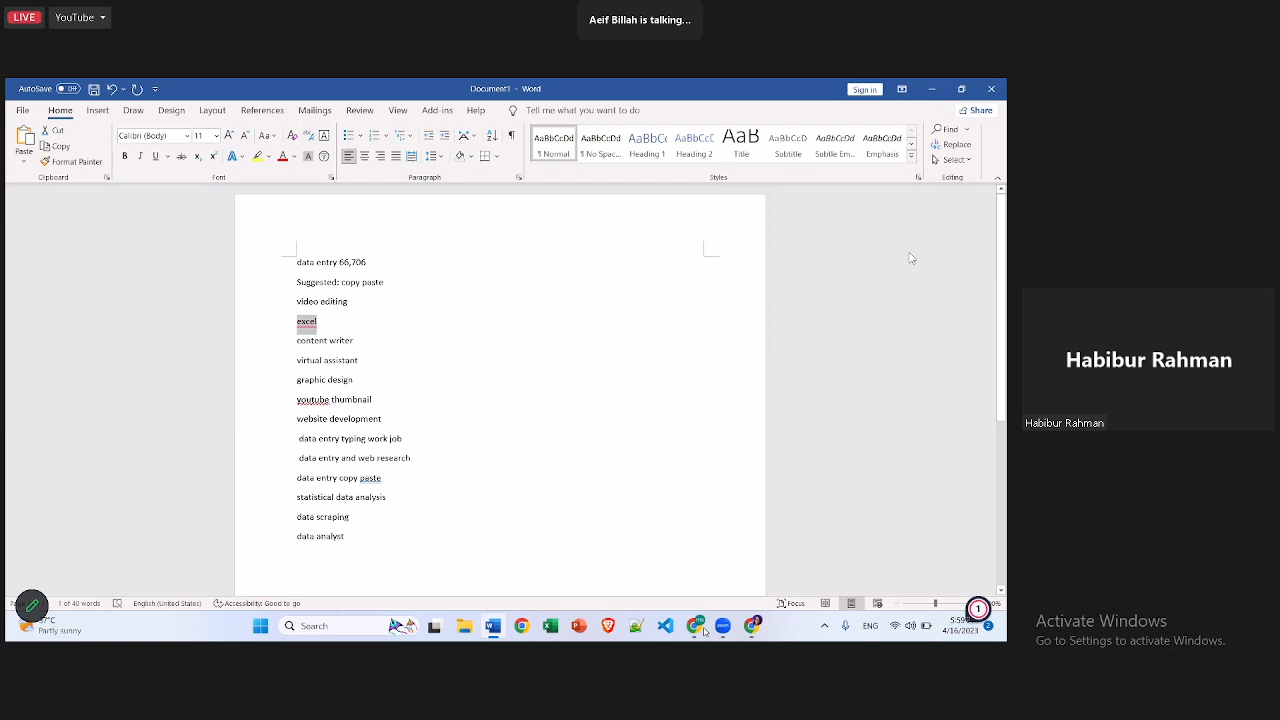 LIVE
YouTube
Aeif Billah is talking...
AutoSave Off
Document1 - Word
Sign in
File Home Insert Draw Design Layout References Mailings Review View Add-ins Help Tell me what you want to do
Share
Paste
Cut
Copy
Format Painter
Clipboard
Calibri (Body) 11
Font
Paragraph
AaBbCcDd AaBbCcDd AaBbCc AaBbCcD AaB AaBbCcD AaBbCcDd AaBbCcDd
¶ Normal ¶ No Spac... Heading 1 Heading 2 Title Subtitle Subtle Em... Emphasis
Styles
Find
Replace
Select
Editing
data entry 66,706
Suggested: copy paste
video editing
excel
content writer
virtual assistant
graphic design
youtube thumbnail
website development
data entry typing work job
data entry and web research
data entry copy paste
statistical data analysis
data scraping
data analyst
1 of 40 words
English (United States)
Accessibility: Good to go
Focus
Partly sunny
Search
ENG
4/16/2023
2
1
Habibur Rahman
Habibur Rahman
Activate Windows
Go to Settings to activate Windows.